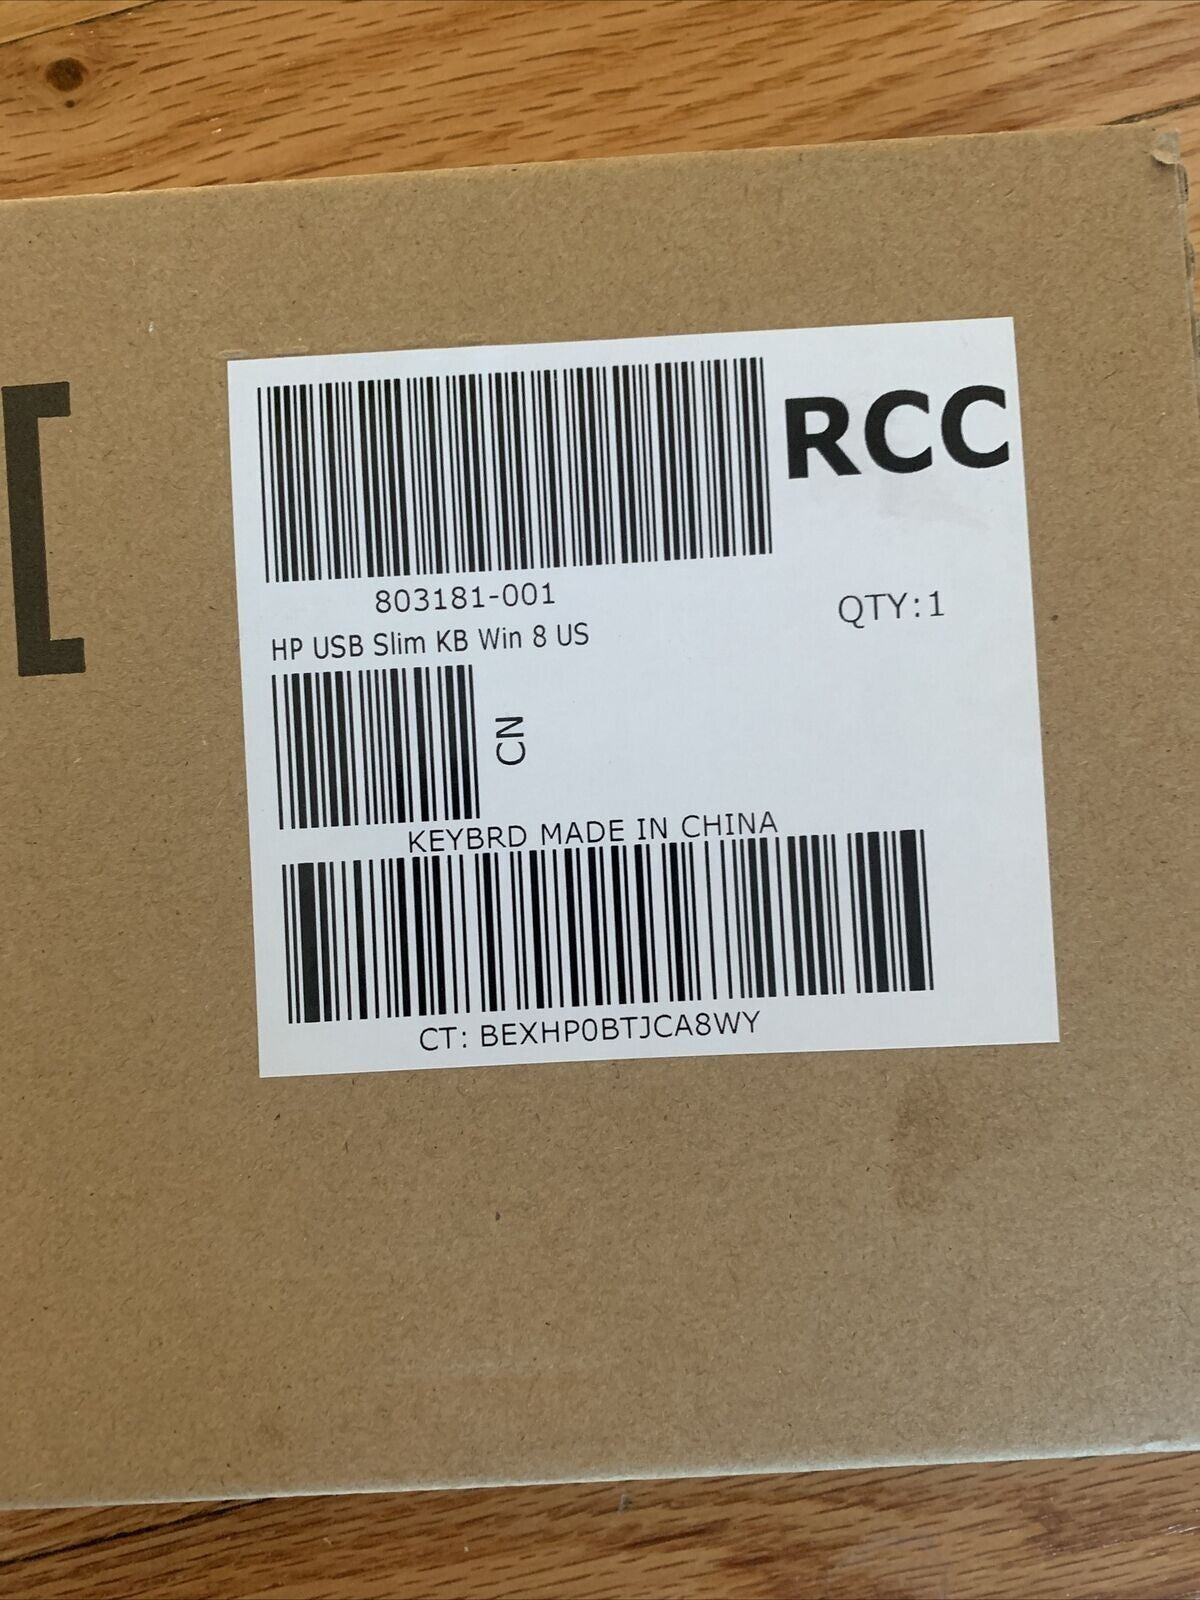 RCC
803181-001
QTY:1
HP USB Slim KB Win 8 US
CN
KEYBRD MADE IN CHINA
CT: BEXHP0BTJCA8WY